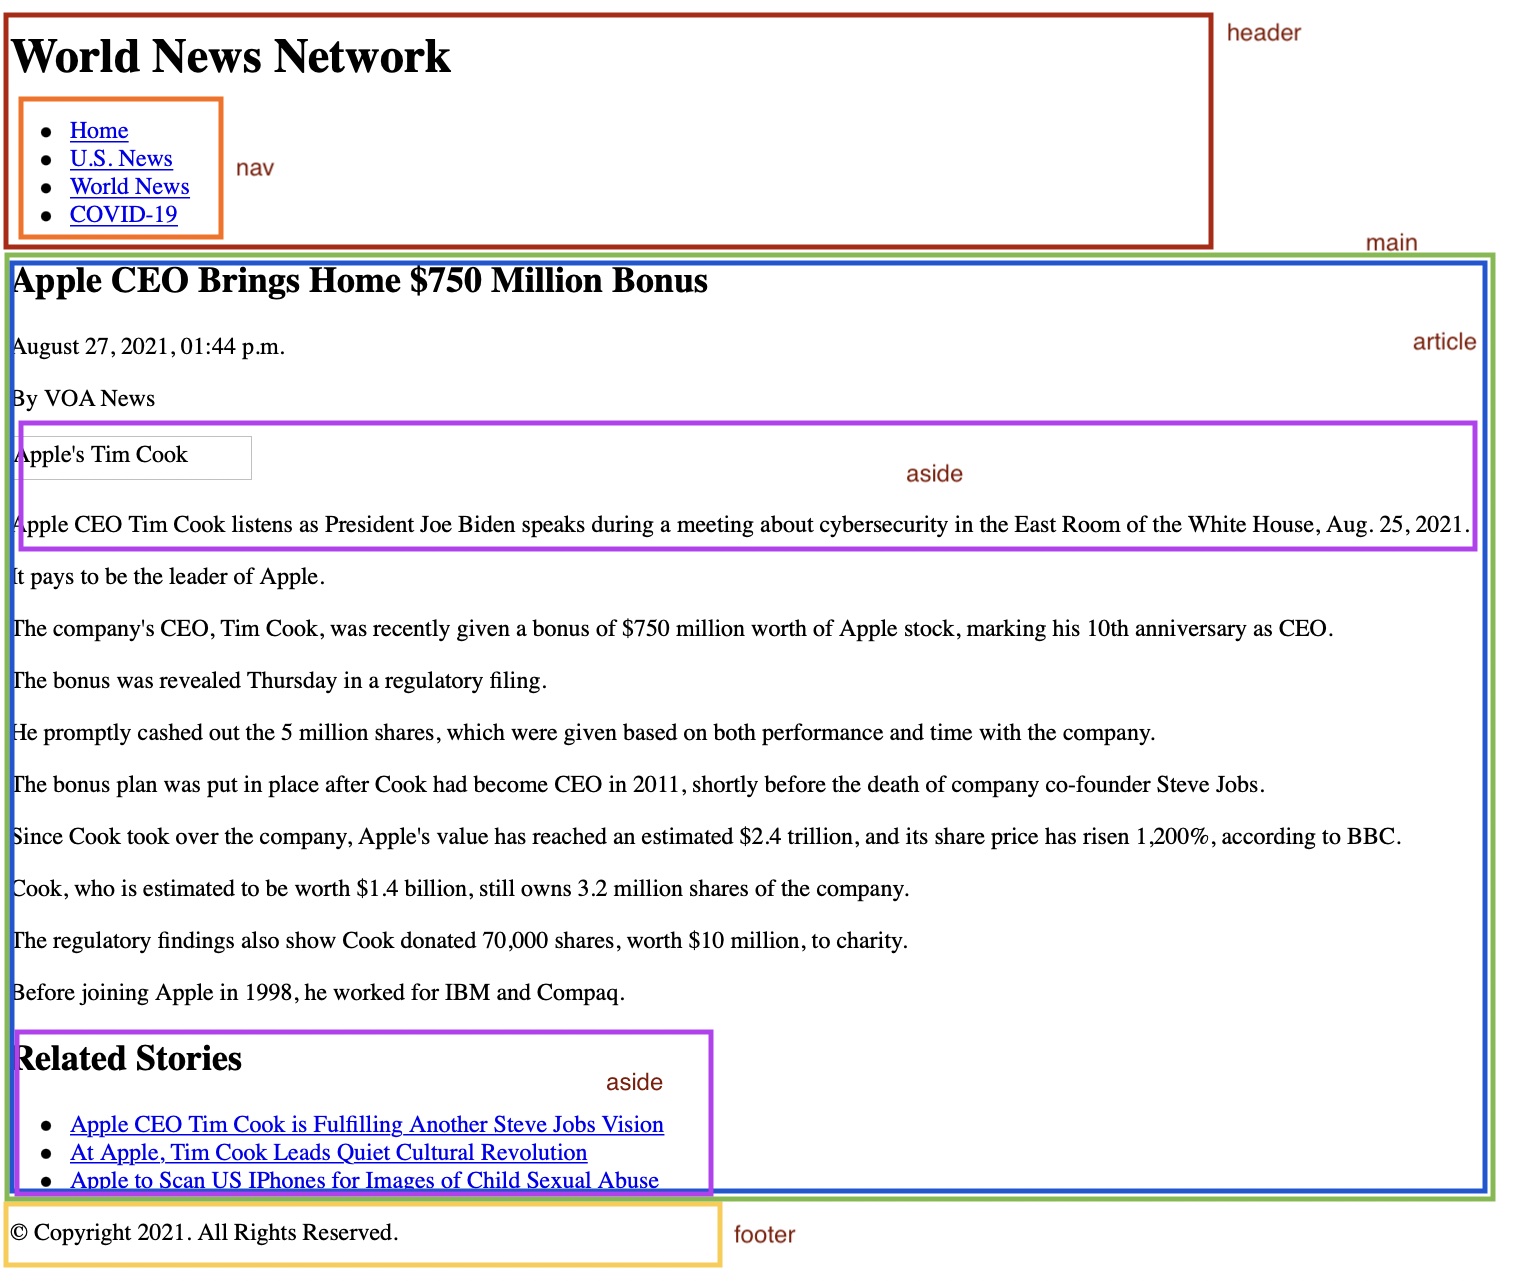 header
World News Network
Home
U.S. News
nav
World News
COVID-19
main
Apple CEO Brings Home $750 Million Bonus
August 27, 2021, 01:44 p.m.
article
By VOA News
Apple's Tim Cook
aside
Apple CEO Tim Cook listens as President Joe Biden speaks during a meeting about cybersecurity in the East Room of the White House, Aug. 25, 2021.
It pays to be the leader of Apple.
The company's CEO, Tim Cook, was recently given a bonus of $750 million worth of Apple stock, marking his 10th anniversary as CEO.
The bonus was revealed Thursday in a regulatory filing.
He promptly cashed out the 5 million shares, which were given based on both performance and time with the company.
The bonus plan was put in place after Cook had become CEO in 2011, shortly before the death of company co-founder Steve Jobs.
Since Cook took over the company, Apple's value has reached an estimated $2.4 trillion, and its share price has risen 1,200%, according to BBC.
Cook, who is estimated to be worth $1.4 billion, still owns 3.2 million shares of the company.
The regulatory findings also show Cook donated 70,000 shares, worth $10 million, to charity.
Before joining Apple in 1998, he worked for IBM and Compaq.
Related Stories
aside
Apple CEO Tim Cook is Fulfilling Another Steve Jobs Vision
At Apple, Tim Cook Leads Quiet Cultural Revolution
Apple to Scan US IPhones for Images of Child Sexual Abuse
© Copyright 2021. All Rights Reserved.
footer